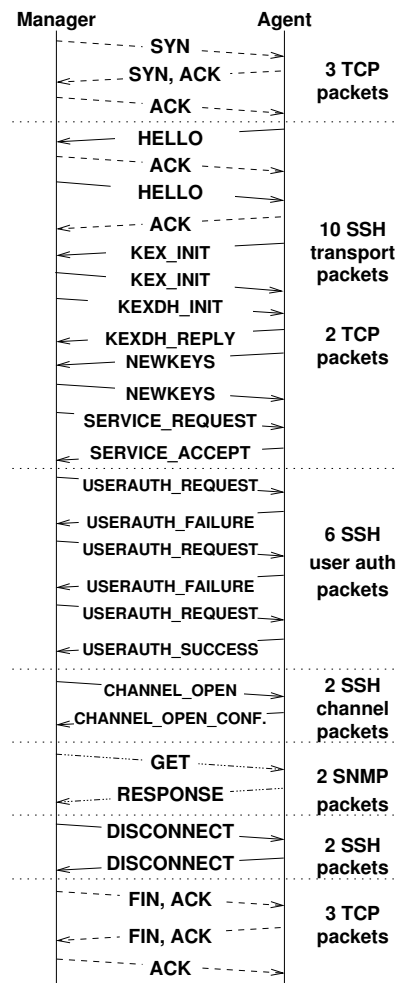 Manager Agent
SYN
SYN, ACK
ACK
3 TCP
packets
HELLO
ACK
HELLO
ACK
KEX_INIT
KEX_INIT
KEXDH_INIT
KEXDH_REPLY
NEWKEYS
NEWKEYS
SERVICE_REQUEST
SERVICE_ACCEPT
10 SSH
transport
packets
2 TCP
packets
USERAUTH_REQUEST
USERAUTH_FAILURE
USERAUTH_REQUEST
USERAUTH_FAILURE
USERAUTH_REQUEST
USERAUTH_SUCCESS
6 SSH
user auth
packets
CHANNEL_OPEN
CHANNEL_OPEN_CONF.
2 SSH
channel
packets
GET
RESPONSE
2 SNMP
packets
DISCONNECT
DISCONNECT
2 SSH
packets
FIN, ACK
FIN, ACK
ACK
3 TCP
packets